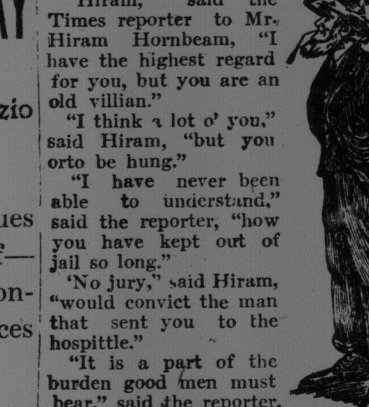 Hiram," said the
Times reporter to Mr.
Hiram Hornbeam, "I
have the highest regard
for you, but you are an
old villian."
"I think a lot o' you,"
said Hiram, "but you
orto be hung."
"I have never been
able to understand,"
said the reporter, "how
you have kept out of
jail so long."
'No jury," said Hiram,
"would convict the man
that sent you to the
hospittle."
"It is a part of the
burden good men must
bear," said the reporter.
zio
ues
f—
on-
ces